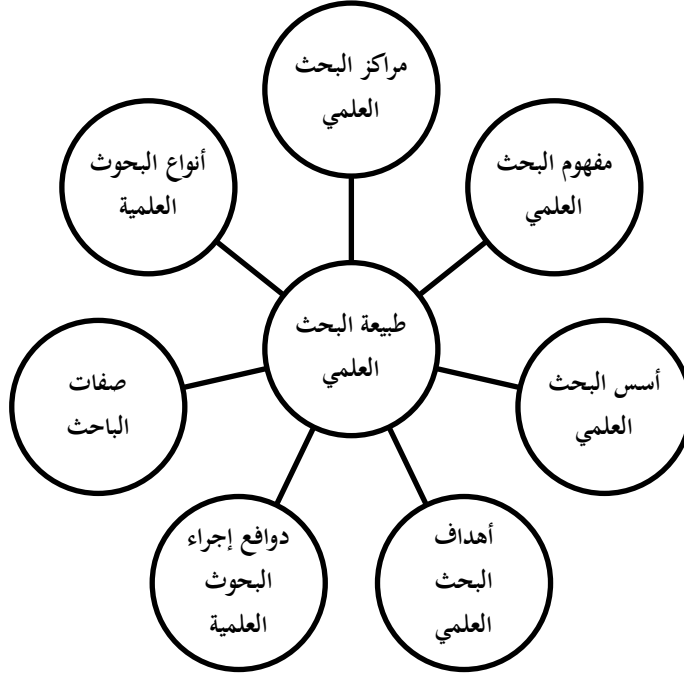 مراكز البحث
العلمي
مفهوم البحث
العلمي
أنواع البحوث
العلمية
طبيعة البحث
العلمي
أسس البحث
العلمي
صفات
الباحث
أهداف
البحث
العلمي
دوافع إجراء
البحوث
العلمية